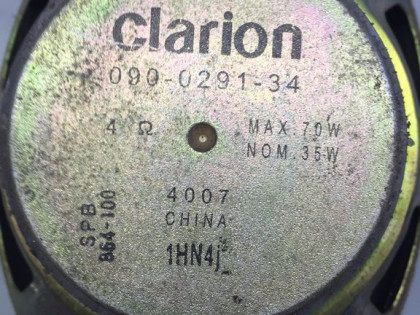 clarion
090-0291-34
4 Ω
MAX.70W
NOM.35W
SPB
864-100
4007
CHINA
1HN4j